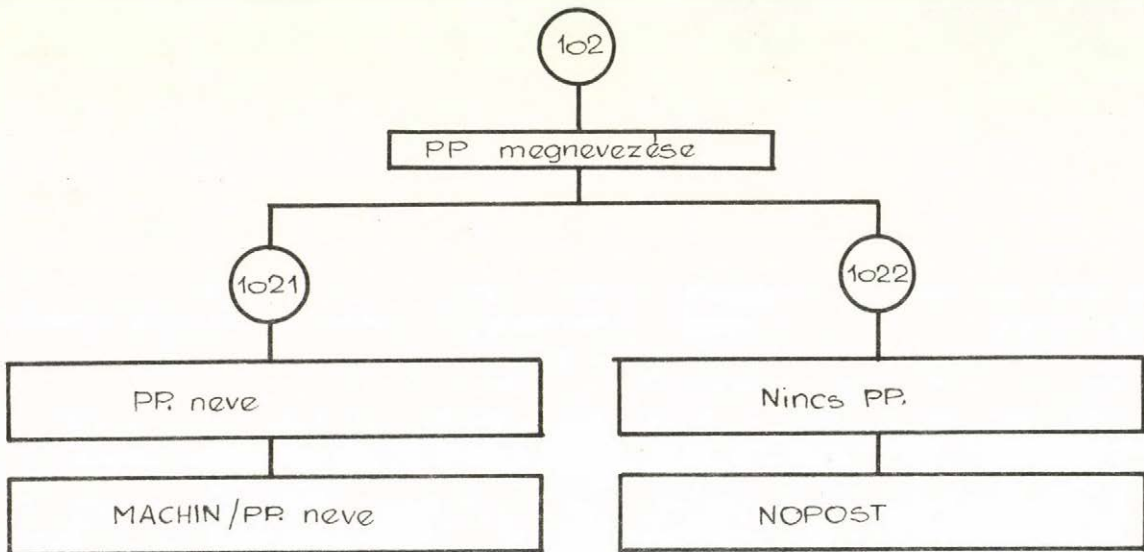 1o2
PP megnevezése
1o21
1o22
PP. neve
Nincs PP.
MACHIN/PP. neve
NOPOST